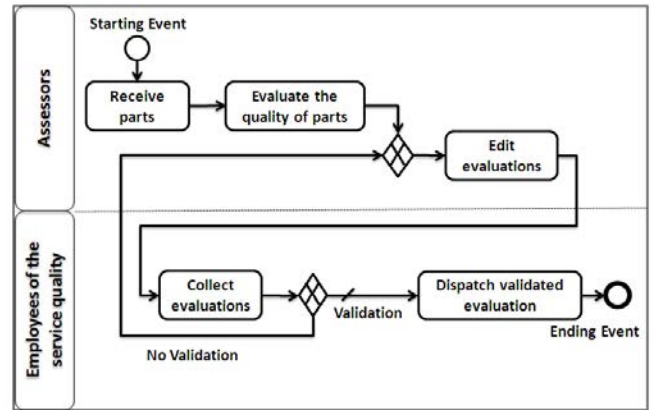 Assessors
Starting Event
Receive
parts
Evaluate the
quality of parts
Edit
evaluations
Employees of the
service quality
Collect
evaluations
Validation
Dispatch validated
evaluation
Ending Event
No Validation